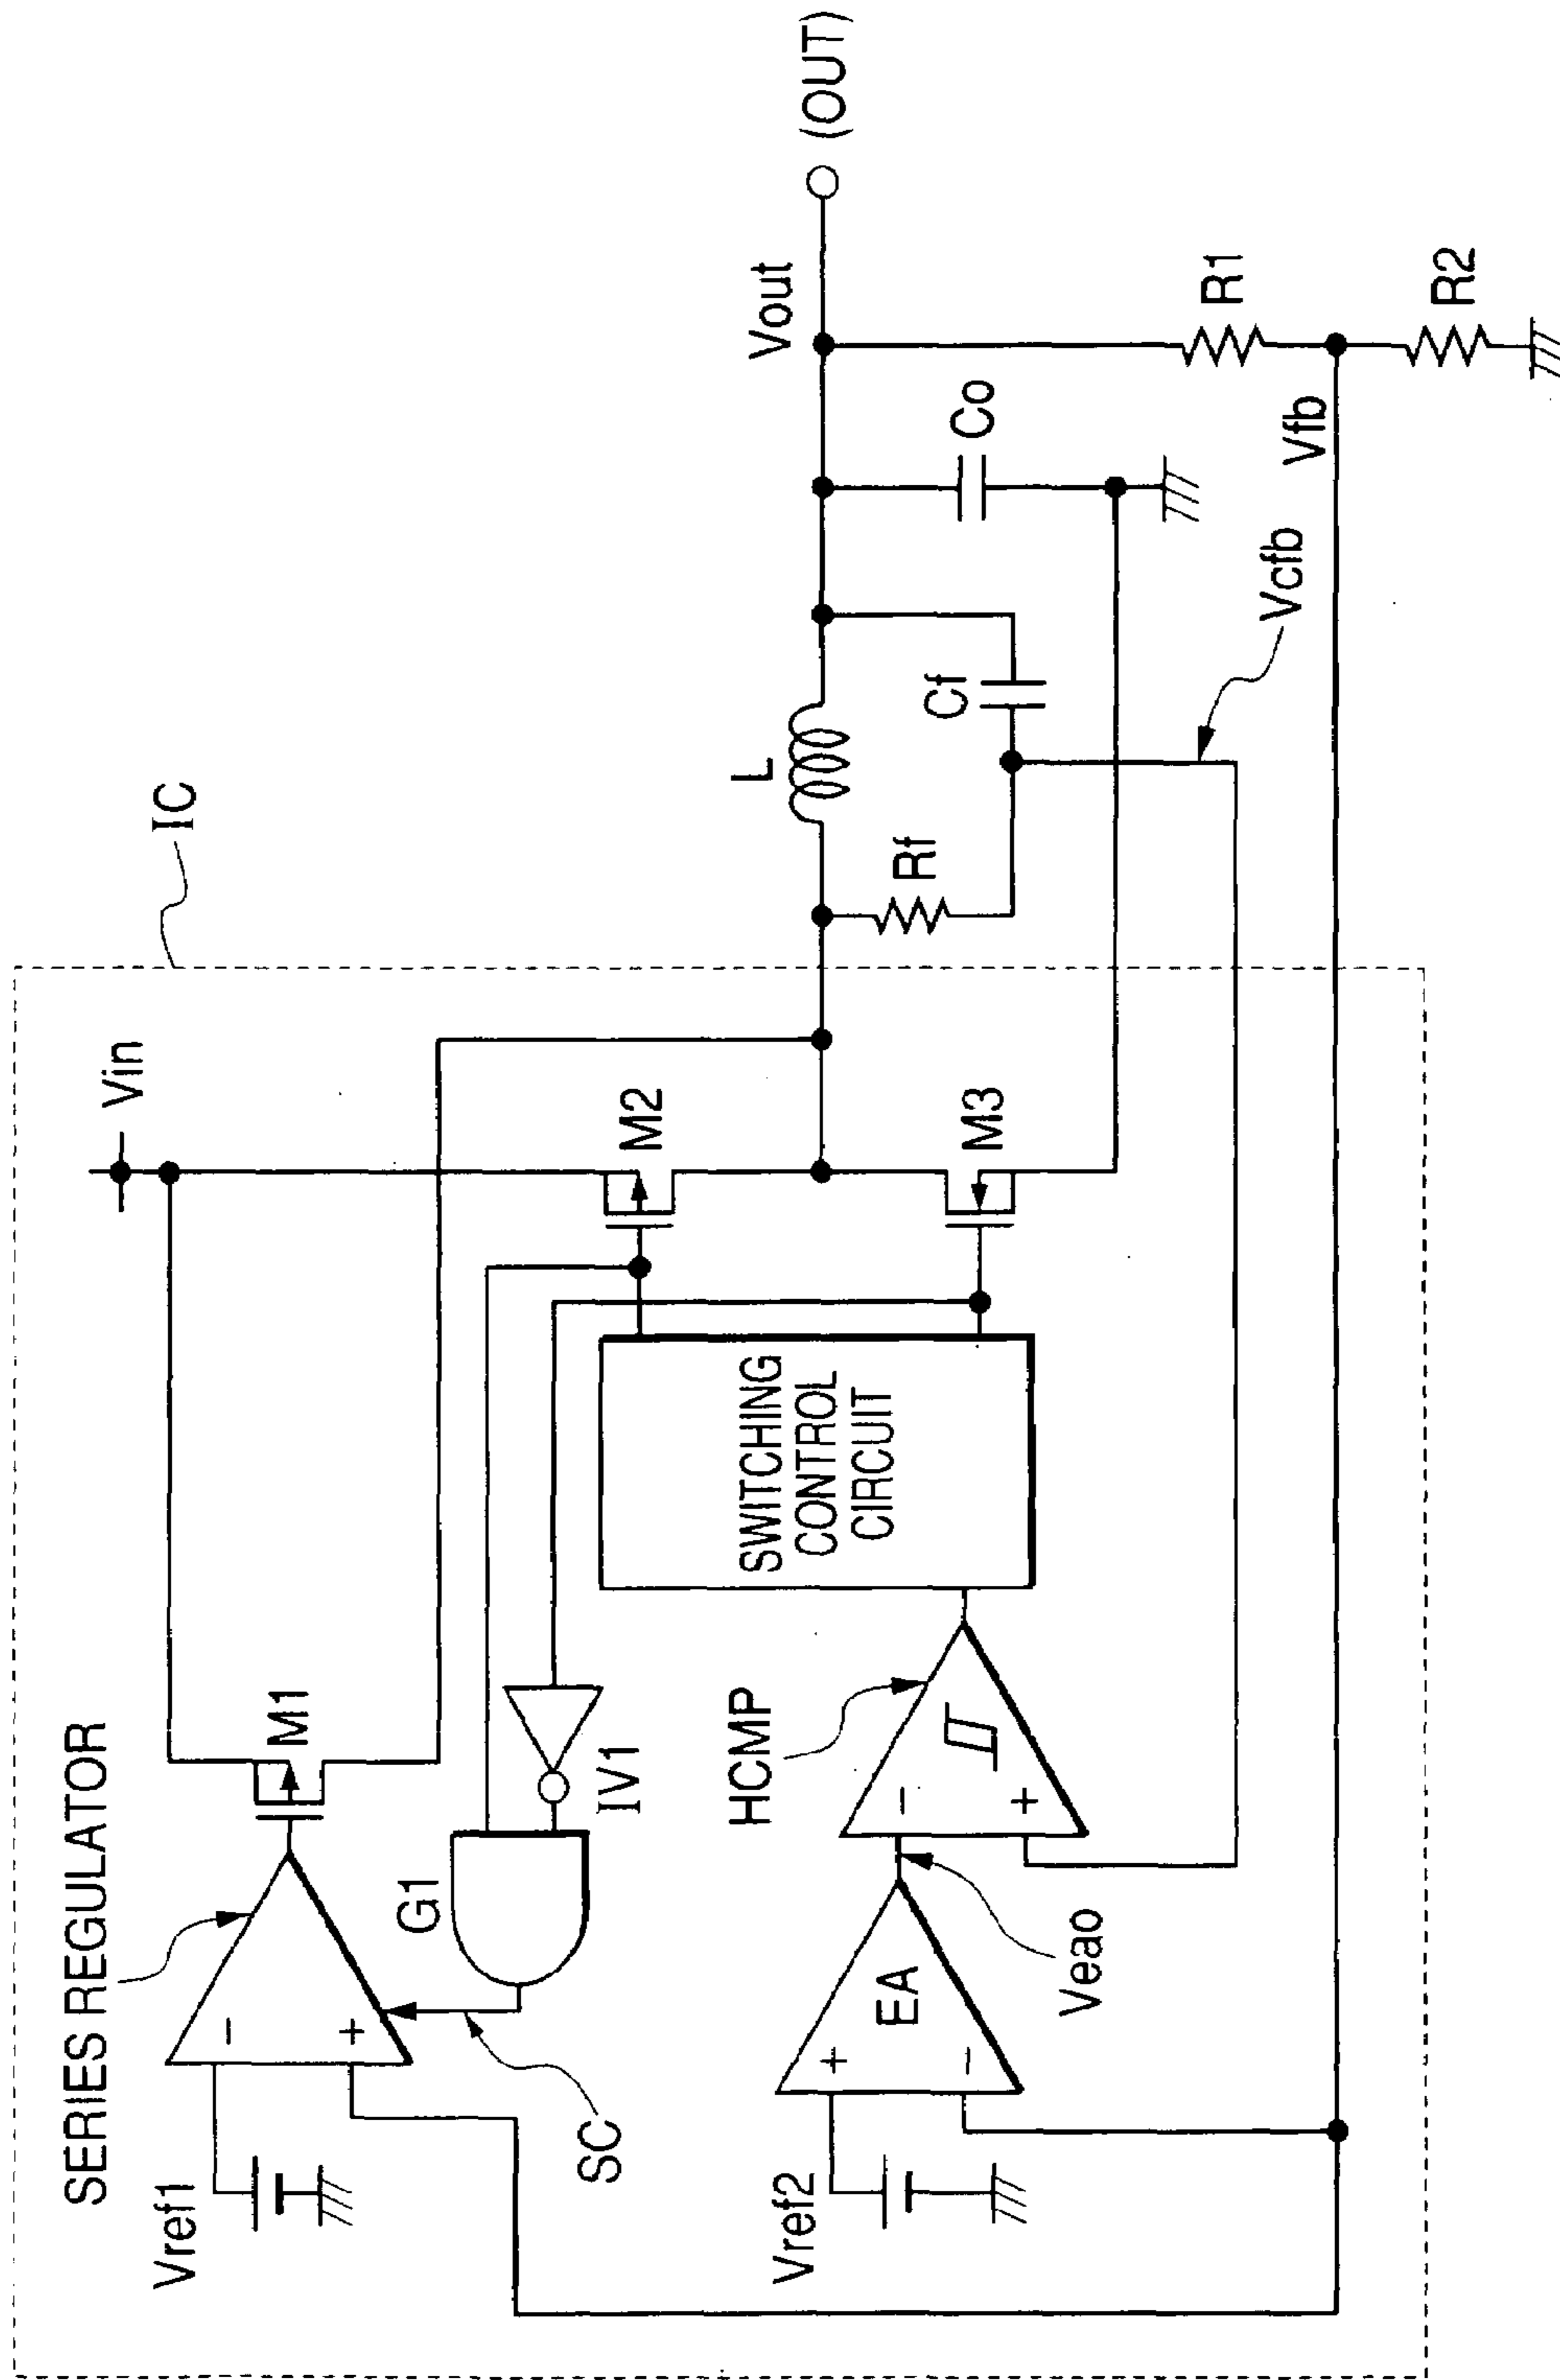 SERIES REGULATOR
Vref1
−
+
M1
SC
G1
IV1
Vin
IC
M2
M3
SWITCHING
CONTROL
CIRCUIT
HCMP
−
+
Vref2
+
−
EA
Veao
L
Rf
Cf
Vcfb
Co
Vout
(OUT)
R1
Vfb
R2